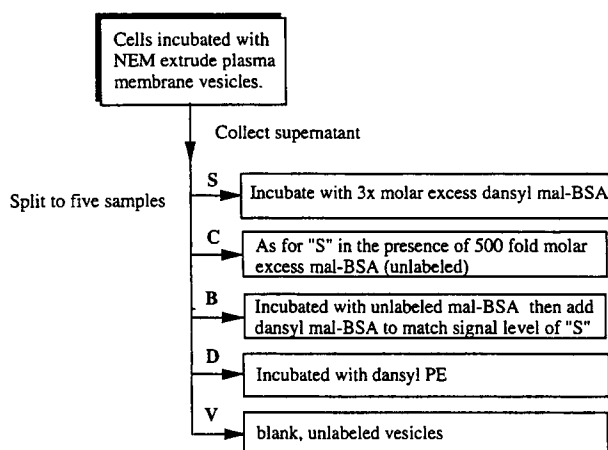 Cells incubated with
NEM extrude plasma
membrane vesicles.
Collect supernatant
Split to five samples
S
Incubate with 3x molar excess dansyl mal-BSA
C
As for "S" in the presence of 500 fold molar
excess mal-BSA (unlabeled)
B
Incubated with unlabeled mal-BSA then add
dansyl mal-BSA to match signal level of "S"
D
Incubated with dansyl PE
V
blank, unlabeled vesicles